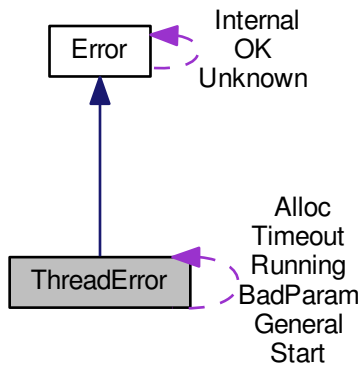 Error
Internal
OK
Unknown
ThreadError
Alloc
Timeout
Running
BadParam
General
Start